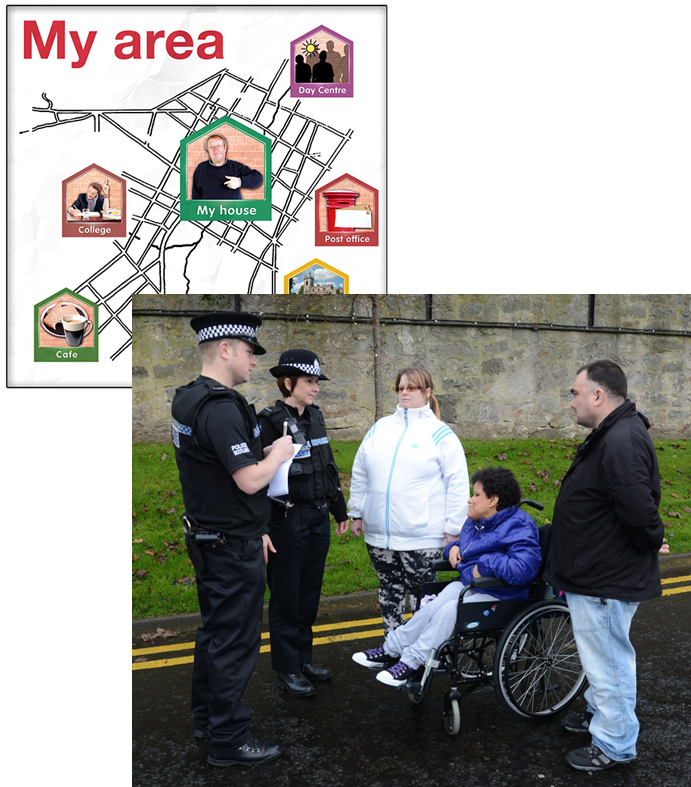 My area
Day Centre
My house
College
Post office
Cafe
POLICE